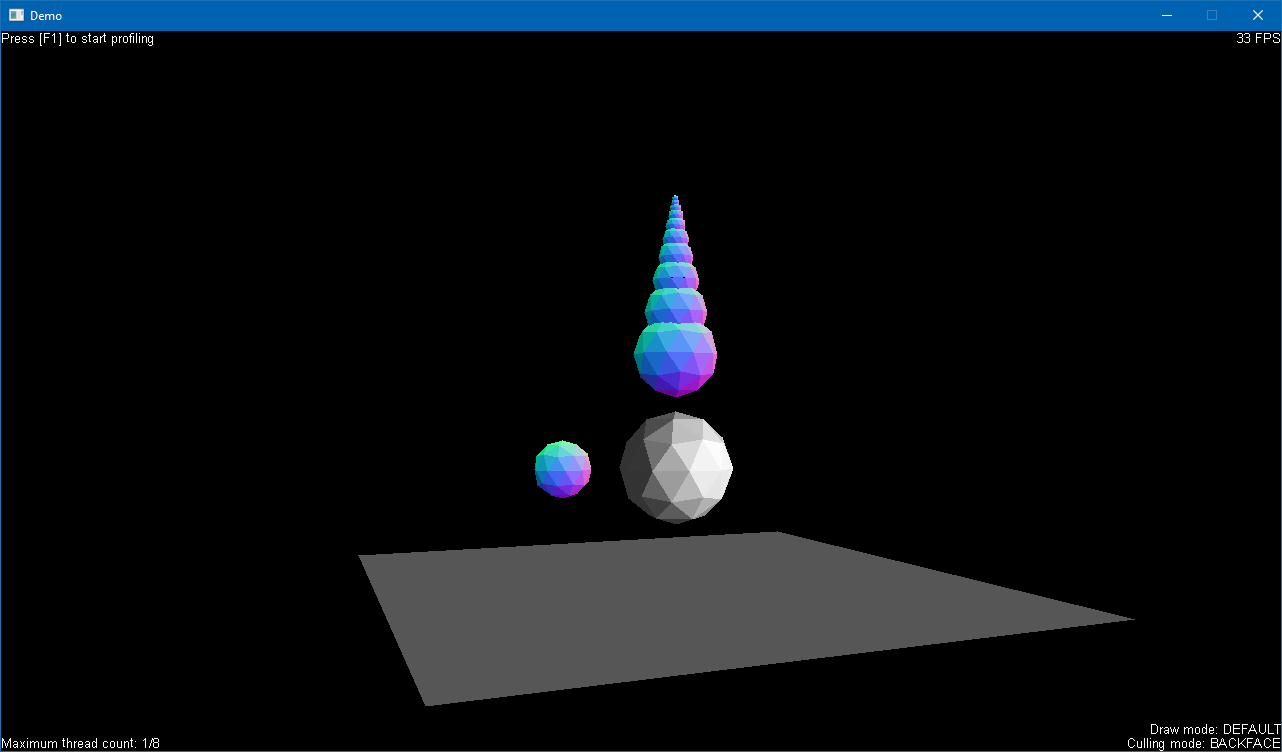 Demo
Press [F1] to start profiling
33 FPS
Maximum thread count: 1/8
Draw mode: DEFAULT
Culling mode: BACKFACE